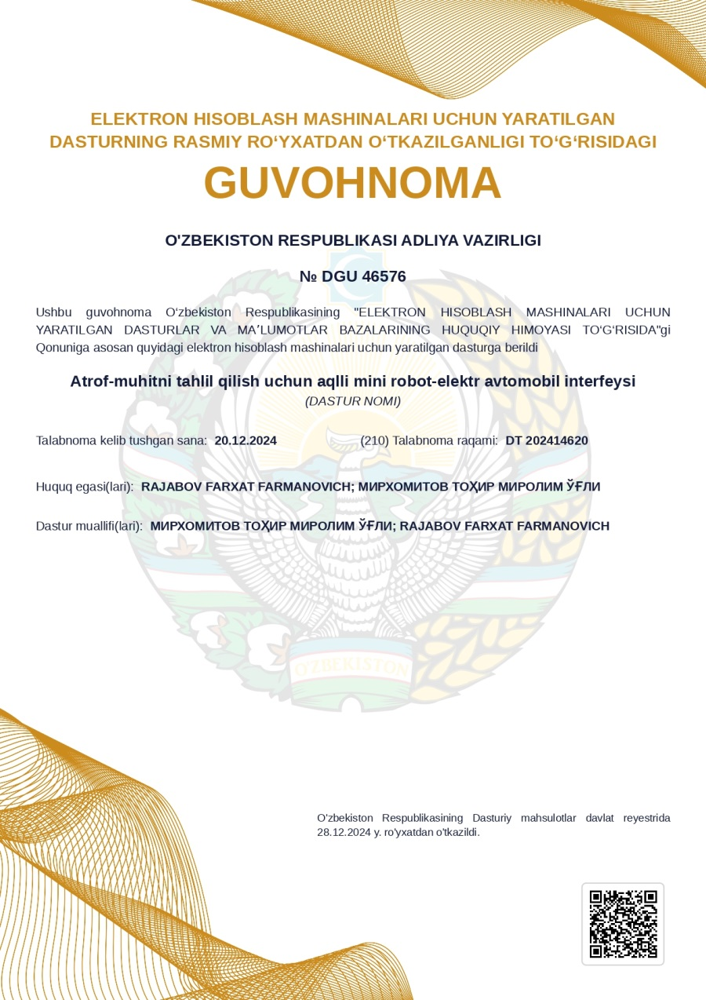 ELEKTRON HISOBLASH MASHINALARI UCHUN YARATILGAN
DASTURNING RASMIY RO‘YXATDAN O‘TKAZILGANLIGI TO‘G‘RISIDAGI
GUVOHNOMA
O'ZBEKISTON RESPUBLIKASI ADLIYA VAZIRLIGI
№ DGU 46576
Ushbu guvohnoma O‘zbekiston Respublikasining "ELEKTRON HISOBLASH MASHINALARI UCHUN
YARATILGAN DASTURLAR VA MAʼLUMOTLAR BAZALARINING HUQUQIY HIMOYASI TO‘G‘RISIDA"gi
Qonuniga asosan quyidagi elektron hisoblash mashinalari uchun yaratilgan dasturga berildi
Atrof-muhitni tahlil qilish uchun aqlli mini robot-elektr avtomobil interfeysi
(DASTUR NOMI)
Talabnoma kelib tushgan sana: 20.12.2024 (210) Talabnoma raqami: DT 202414620
Huquq egasi(lari): RAJABOV FARXAT FARMANOVICH; МИРХОМИТОВ ТОҲИР МИРОЛИМ ЎҒЛИ
Dastur muallifi(lari): МИРХОМИТОВ ТОҲИР МИРОЛИМ ЎҒЛИ; RAJABOV FARXAT FARMANOVICH
O'ZBEKISTON
O'zbekiston Respublikasining Dasturiy mahsulotlar davlat reyestrida
28.12.2024 y. ro'yxatdan o'tkazildi.